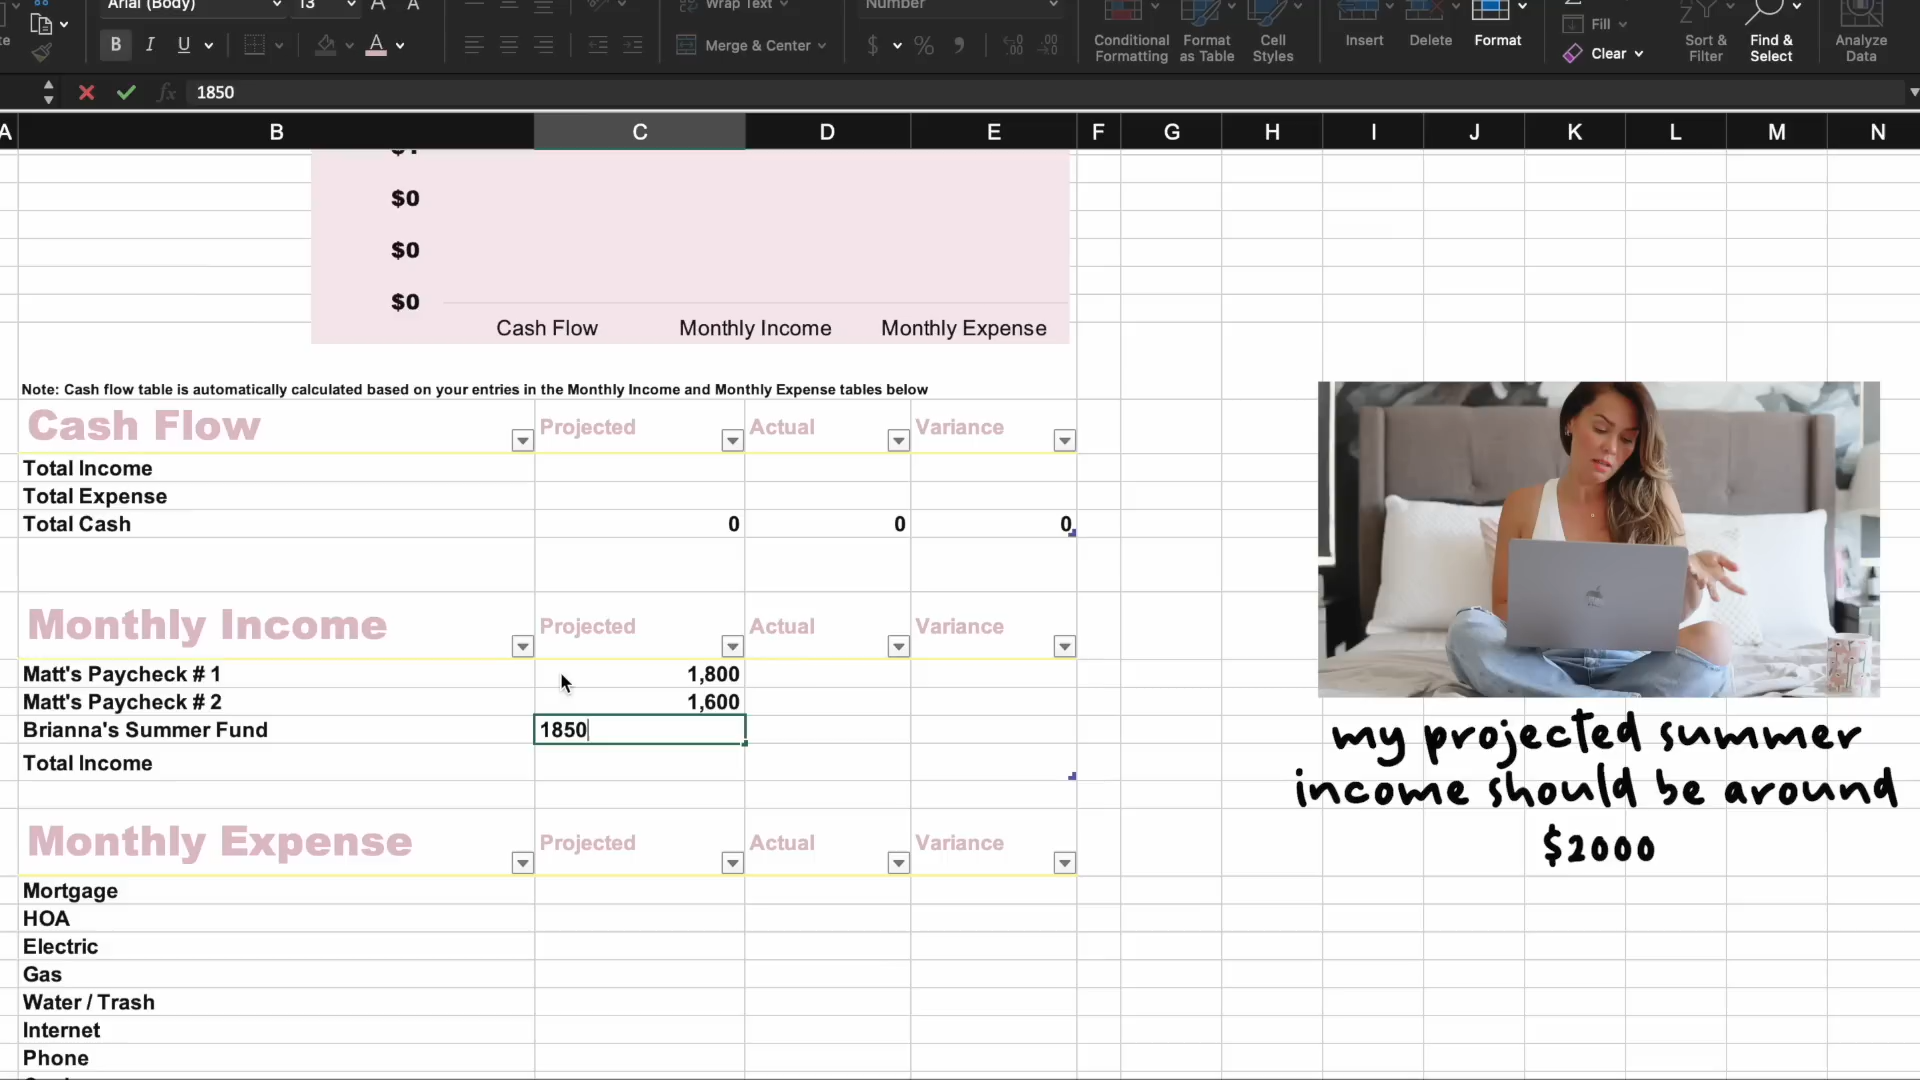 Arial (Body) 13 A A Wrap Text Number
B I U A Merge & Center $ % Conditional Formatting Format as Table Cell Styles Insert Delete Format Fill Clear Sort & Filter Find & Select Analyze Data
fx 1850
A B C D E F G H I J K L M N
$0
$0
$0
Cash Flow Monthly Income Monthly Expense
Note: Cash flow table is automatically calculated based on your entries in the Monthly Income and Monthly Expense tables below
Cash Flow Projected Actual Variance
Total Income
Total Expense
Total Cash 0 0 0
Monthly Income Projected Actual Variance
Matt's Paycheck # 1 1,800
Matt's Paycheck # 2 1,600
Brianna's Summer Fund 1850
Total Income
my projected summer
income should be around
$2000
Monthly Expense Projected Actual Variance
Mortgage
HOA
Electric
Gas
Water / Trash
Internet
Phone